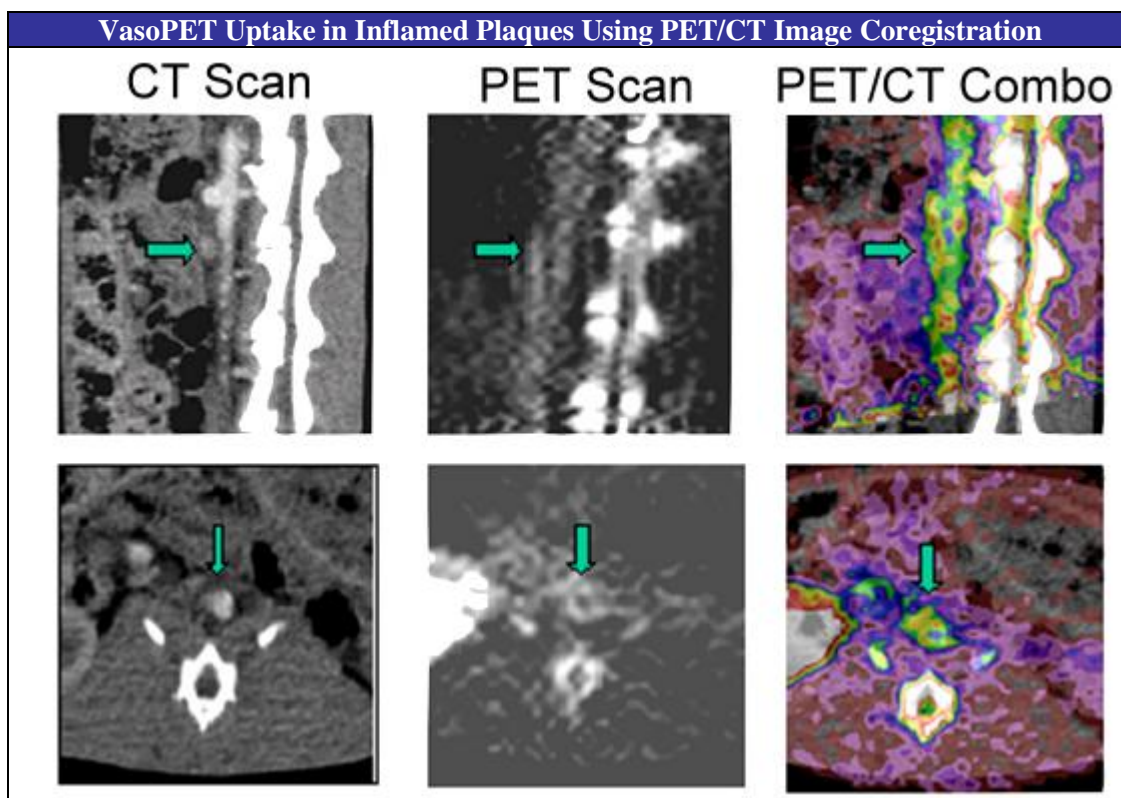 VasoPET Uptake in Inflamed Plaques Using PET/CT Image Coregistration
CT Scan PET Scan PET/CT Combo